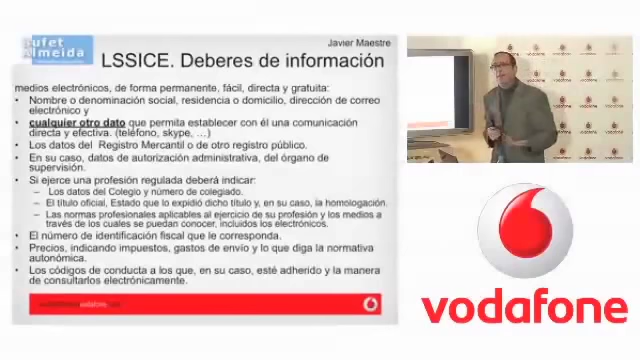 Bufet
Almeida
Javier Maestre
LSSICE. Deberes de información
medios electrónicos, de forma permanente, fácil, directa y gratuita:
• Nombre o denominación social, residencia o domicilio, dirección de correo
electrónico y
• cualquier otro dato que permita establecer con él una comunicación
directa y efectiva. (teléfono, skype, ...)
• Los datos del Registro Mercantil o de otro registro público.
• En su caso, datos de autorización administrativa, del órgano de
supervisión.
• Si ejerce una profesión regulada deberá indicar:
– Los datos del Colegio y número de colegiado.
– El título oficial, Estado que lo expidió dicho título y, en su caso, la homologación.
– Las normas profesionales aplicables al ejercicio de su profesión y los medios a
través de los cuales se puedan conocer, incluidos los electrónicos.
• El número de identificación fiscal que le corresponda.
• Precios, indicando impuestos, gastos de envío y lo que diga la normativa
autonómica.
• Los códigos de conducta a los que, en su caso, esté adherido y la manera
de consultarlos electrónicamente.
vodafone